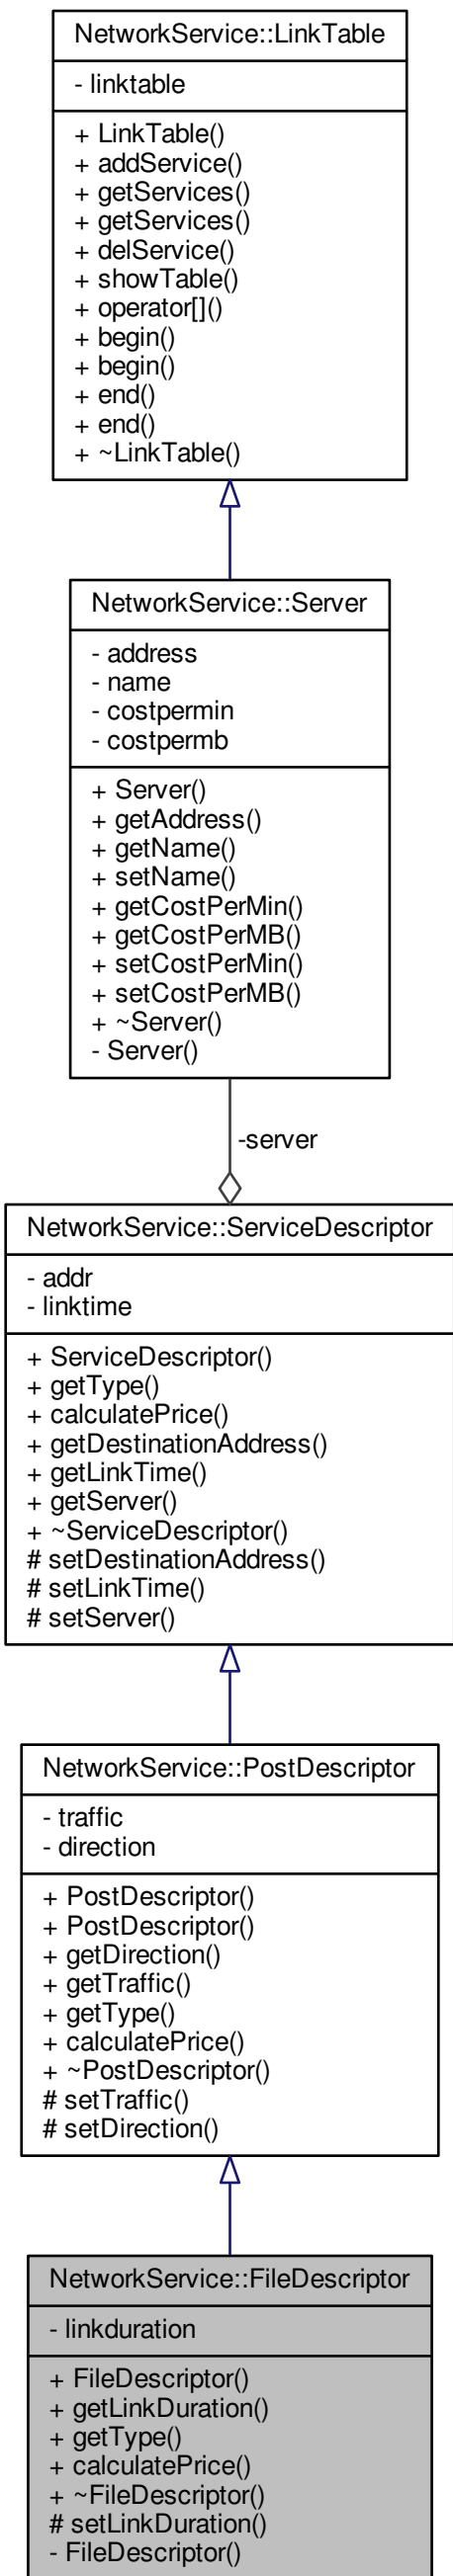 NetworkService::LinkTable
- linktable
+ LinkTable()
+ addService()
+ getServices()
+ getServices()
+ delService()
+ showTable()
+ operator[]()
+ begin()
+ begin()
+ end()
+ end()
+ ~LinkTable()
NetworkService::Server
- address
- name
- costpermin
- costpermb
+ Server()
+ getAddress()
+ getName()
+ setName()
+ getCostPerMin()
+ getCostPerMB()
+ setCostPerMin()
+ setCostPerMB()
+ ~Server()
- Server()
-server
NetworkService::ServiceDescriptor
- addr
- linktime
+ ServiceDescriptor()
+ getType()
+ calculatePrice()
+ getDestinationAddress()
+ getLinkTime()
+ getServer()
+ ~ServiceDescriptor()
# setDestinationAddress()
# setLinkTime()
# setServer()
NetworkService::PostDescriptor
- traffic
- direction
+ PostDescriptor()
+ PostDescriptor()
+ getDirection()
+ getTraffic()
+ getType()
+ calculatePrice()
+ ~PostDescriptor()
# setTraffic()
# setDirection()
NetworkService::FileDescriptor
- linkduration
+ FileDescriptor()
+ getLinkDuration()
+ getType()
+ calculatePrice()
+ ~FileDescriptor()
# setLinkDuration()
- FileDescriptor()